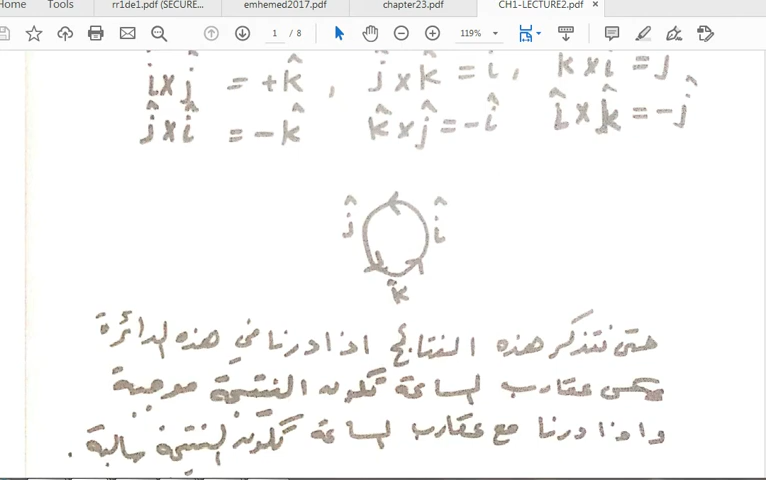 Home Tools rr1de1.pdf (SECURE... emhemed2017.pdf chapter23.pdf CH1-LECTURE2.pdf ×
1 / 8 119%
î x ĵ = +k̂ , ĵ x k̂ = î , k̂ x î = ĵ
ĵ x î = -k̂ k̂ x ĵ = -î î x k̂ = -ĵ
ĵ î
k̂
حتى نتذكر هذه النتائج اذا درنا في هذه الدائرة
عكس عقارب الساعة تكون النتيجة موجبة
واذا درنا مع عقارب الساعة تكون النتيجة سالبة .